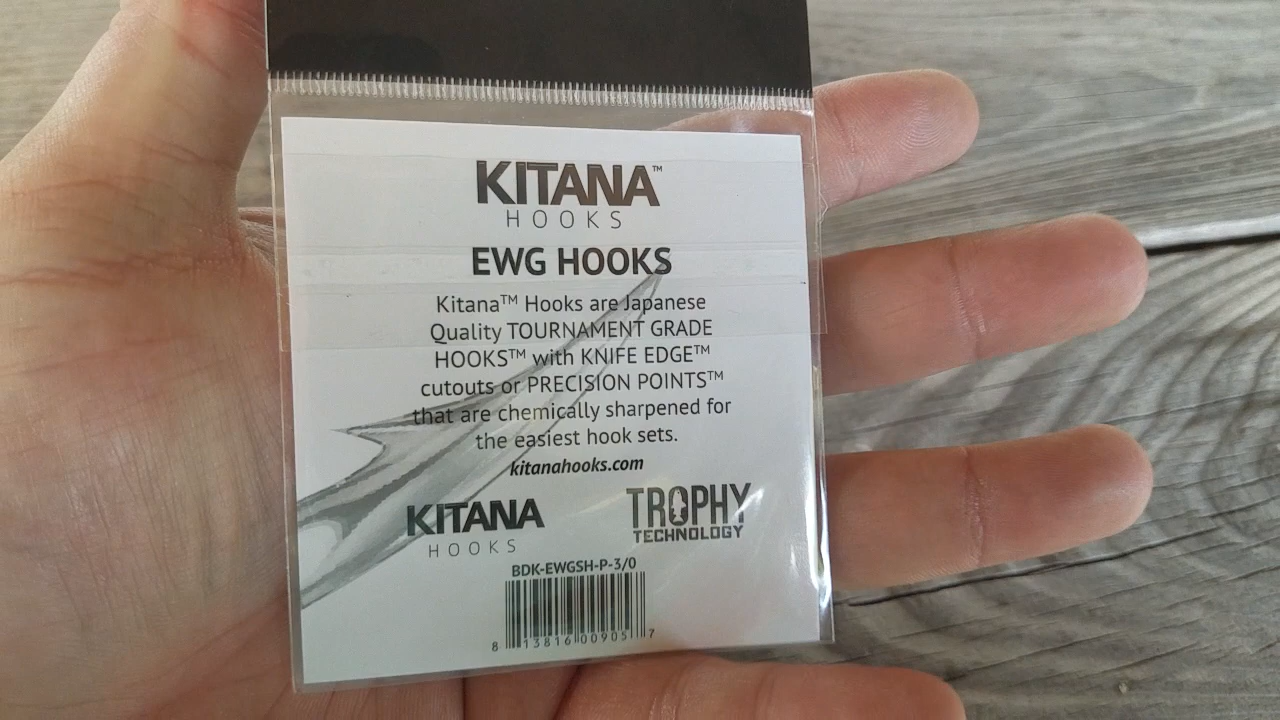 KITANA™
HOOKS
EWG HOOKS
Kitana™ Hooks are Japanese
Quality TOURNAMENT GRADE
HOOKS™ with KNIFE EDGE™
cutouts or PRECISION POINTS™
that are chemically sharpened for
the easiest hook sets.
kitanahooks.com
KITANA
HOOKS
TROPHY
TECHNOLOGY
BDK-EWGSH-P-3/0
8 13816 00905 7